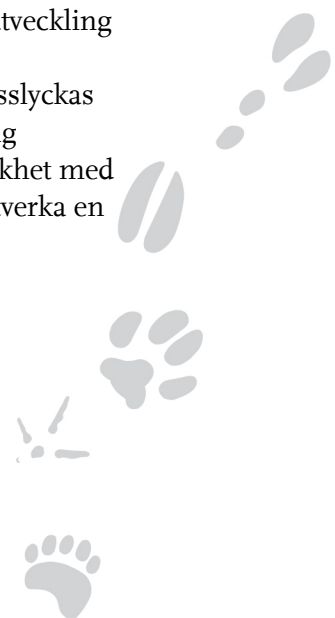 tveckling
sslyckas
g
khet med
verka en